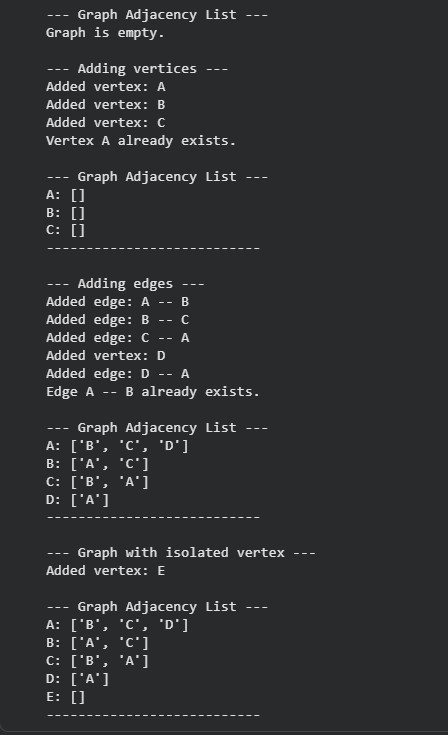 --- Graph Adjacency List ---
Graph is empty.
--- Adding vertices ---
Added vertex: A
Added vertex: B
Added vertex: C
Vertex A already exists.
--- Graph Adjacency List ---
A: []
B: []
C: []
---------------------------
--- Adding edges ---
Added edge: A -- B
Added edge: B -- C
Added edge: C -- A
Added vertex: D
Added edge: D -- A
Edge A -- B already exists.
--- Graph Adjacency List ---
A: ['B', 'C', 'D']
B: ['A', 'C']
C: ['B', 'A']
D: ['A']
---------------------------
--- Graph with isolated vertex ---
Added vertex: E
--- Graph Adjacency List ---
A: ['B', 'C', 'D']
B: ['A', 'C']
C: ['B', 'A']
D: ['A']
E: []
---------------------------